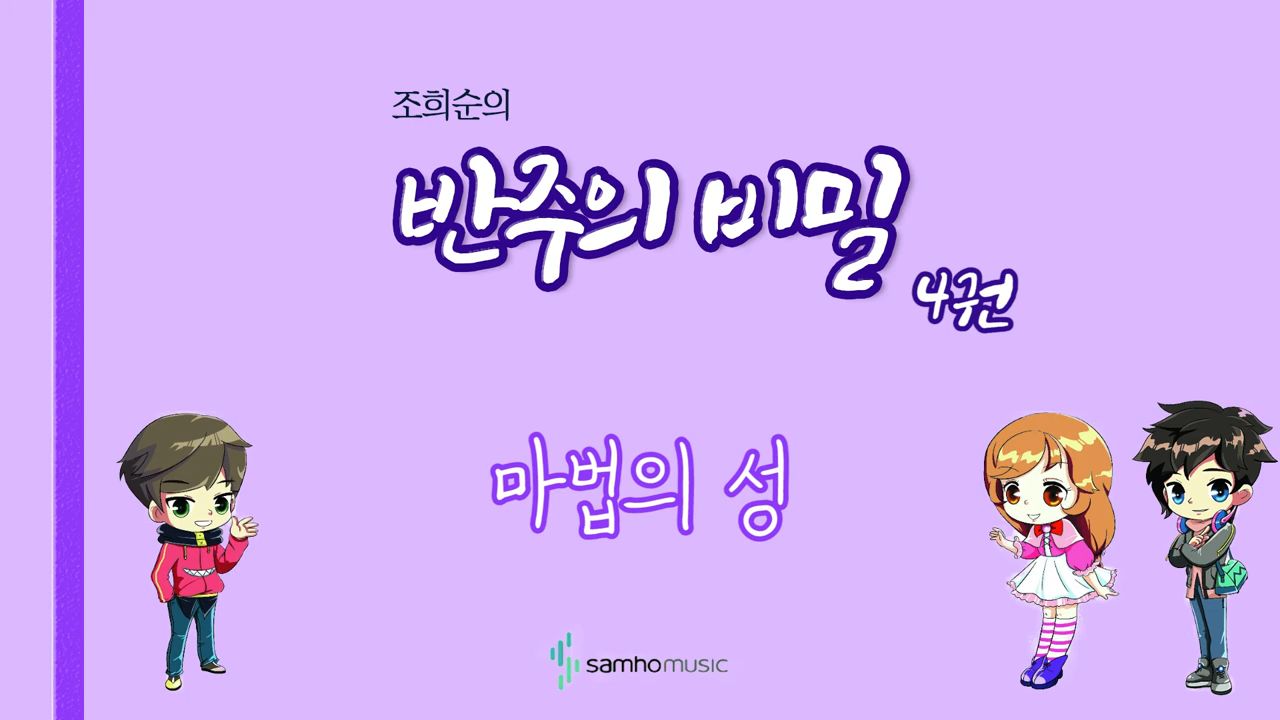 조희순의
반주의 비밀
4권
마법의 성
samhomusic